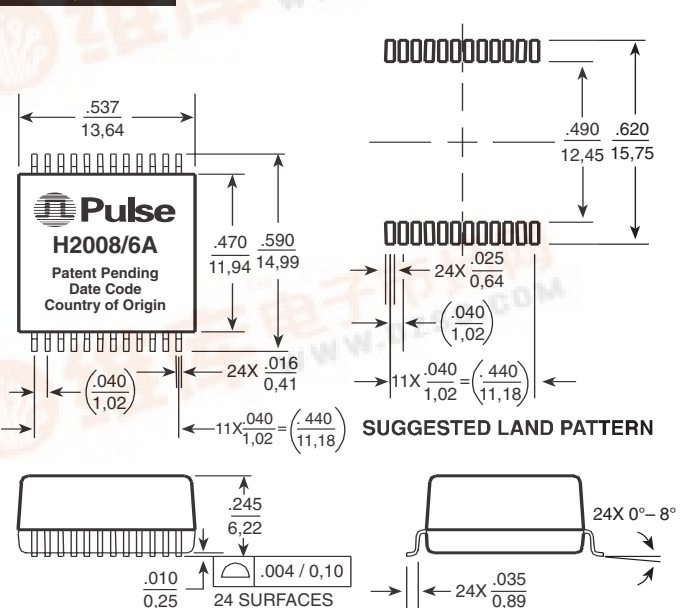 .537
13,64
Pulse
H2008/6A
Patent Pending
Date Code
Country of Origin
.470
11,94
.590
14,99
24X .016
0,41
(.040
1,02)
11X .040
1,02 = (.440
11,18)
.490
12,45
.620
15,75
24X .025
0,64
(.040
1,02)
11X .040
1,02 = (.440
11,18)
SUGGESTED LAND PATTERN
.245
6,22
.010
0,25
.004 / 0,10
24 SURFACES
24X 0°– 8°
24X .035
0,89